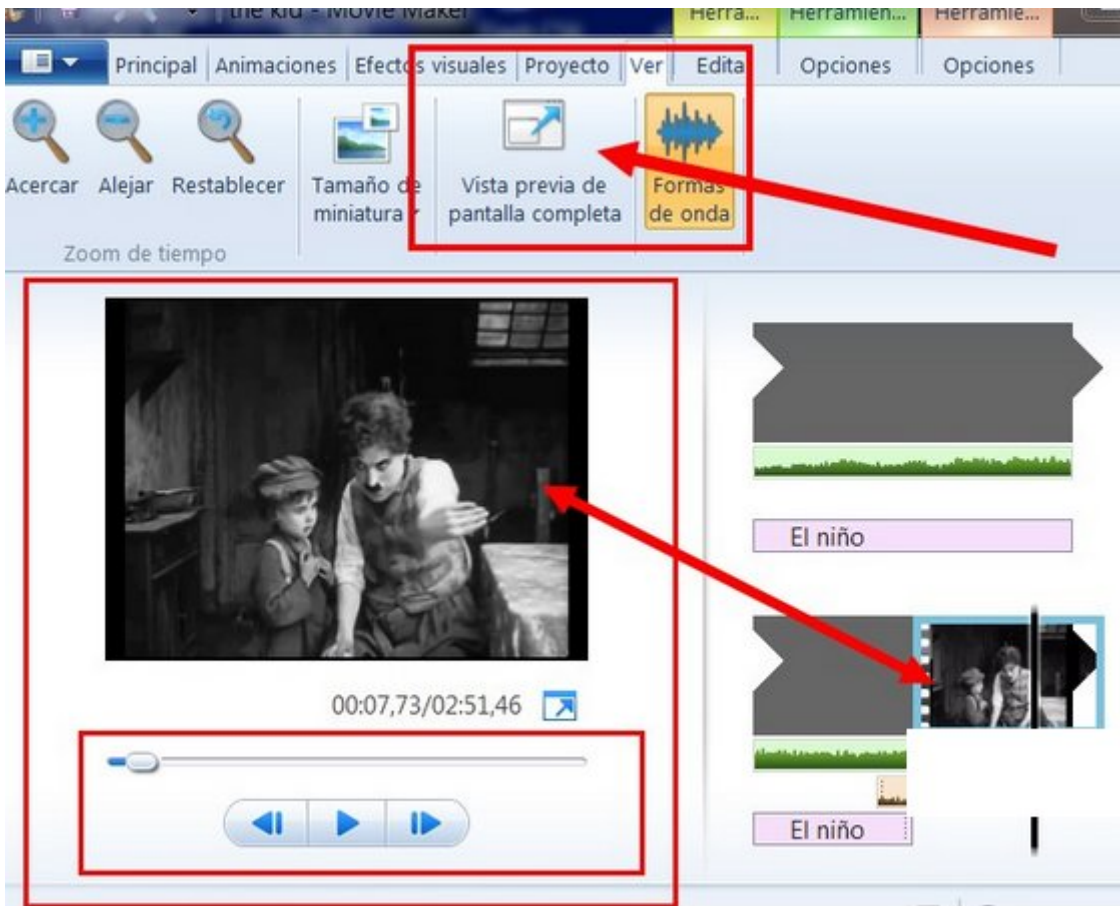 the kid - Movie Maker
Herra... Herramien... Herramie...
Principal Animaciones Efectos visuales Proyecto Ver Edita Opciones Opciones
Acercar Alejar Restablecer Tamaño de miniatura Vista previa de pantalla completa Formas de onda
Zoom de tiempo
El niño
00:07,73/02:51,46
El niño